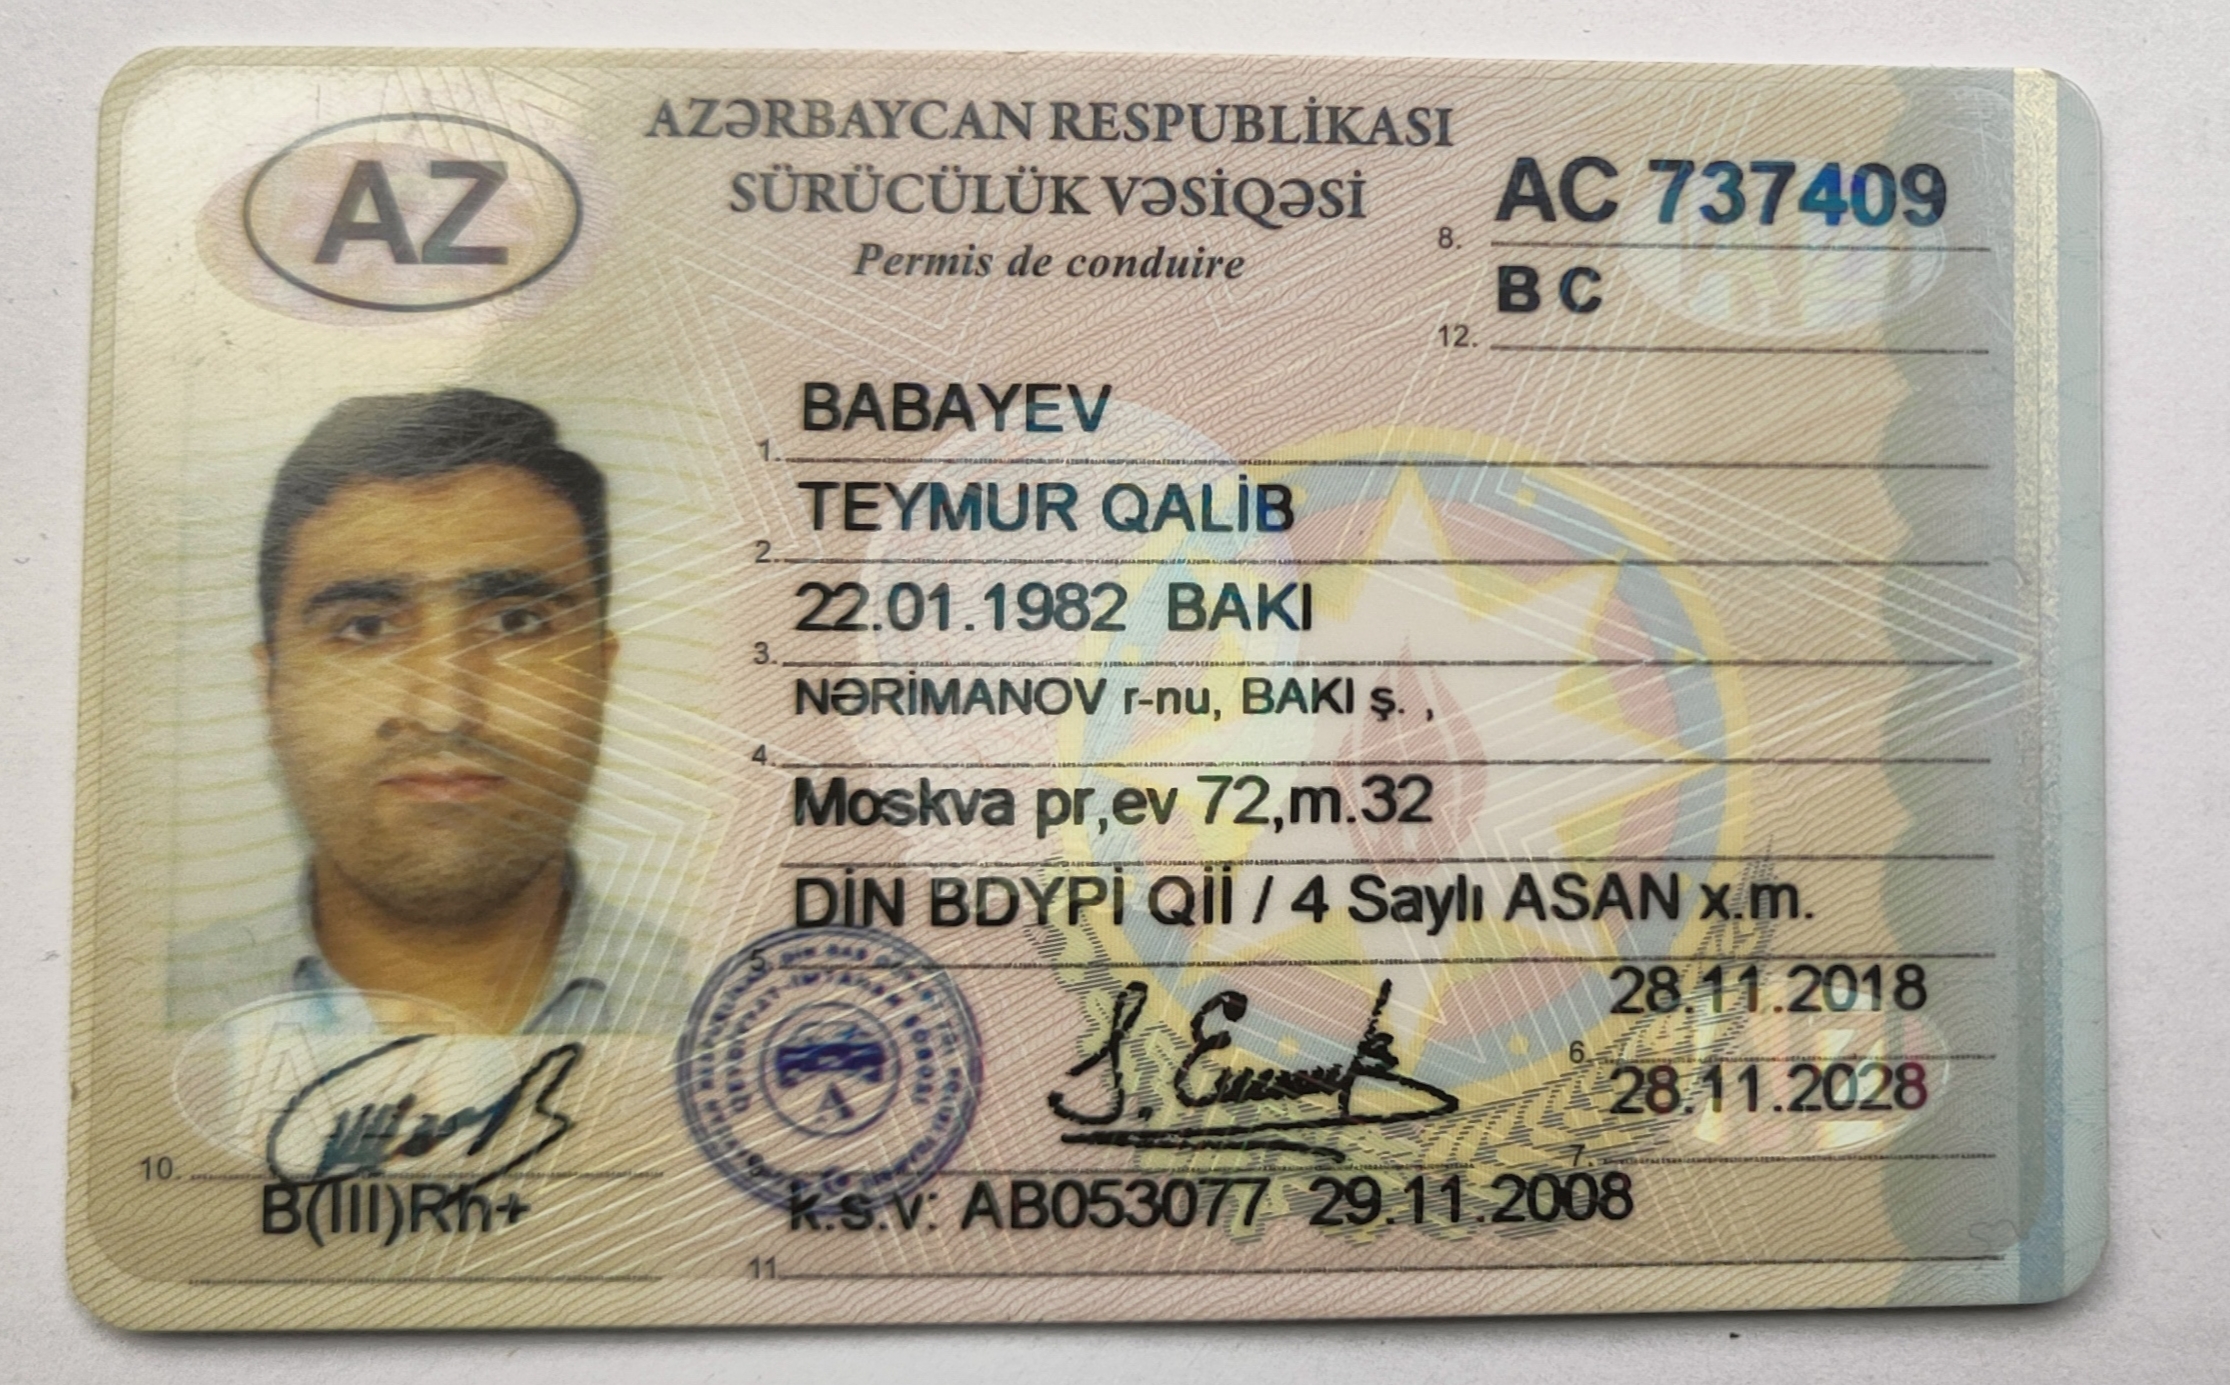 AZ
AZƏRBAYCAN RESPUBLİKASI
SÜRÜCÜLÜK VƏSİQƏSİ
Permis de conduire
AC 737409
8.
B C
12.
BABAYEV
1.
TEYMUR QALİB
2.
22.01.1982 BAKI
3.
NƏRİMANOV r-nu, BAKI ş. ,
4.
Moskva pr,ev 72,m.32
DİN BDYPİ Qİİ / 4 Saylı ASAN x.m.
5.
28.11.2018
6.
28.11.2028
7.
10.
B(III)Rh+
k.s.v: AB053077 29.11.2008
11.